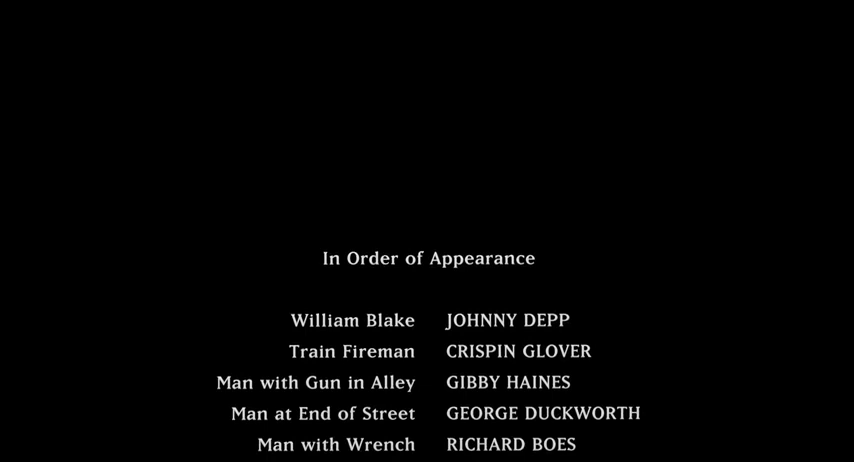 In Order of Appearance
William Blake JOHNNY DEPP
Train Fireman CRISPIN GLOVER
Man with Gun in Alley GIBBY HAINES
Man at End of Street GEORGE DUCKWORTH
Man with Wrench RICHARD BOES